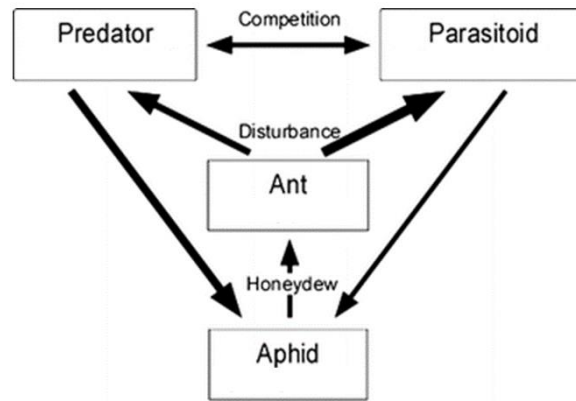 Competition
Predator
Parasitoid
Disturbance
Ant
Honeydew
Aphid